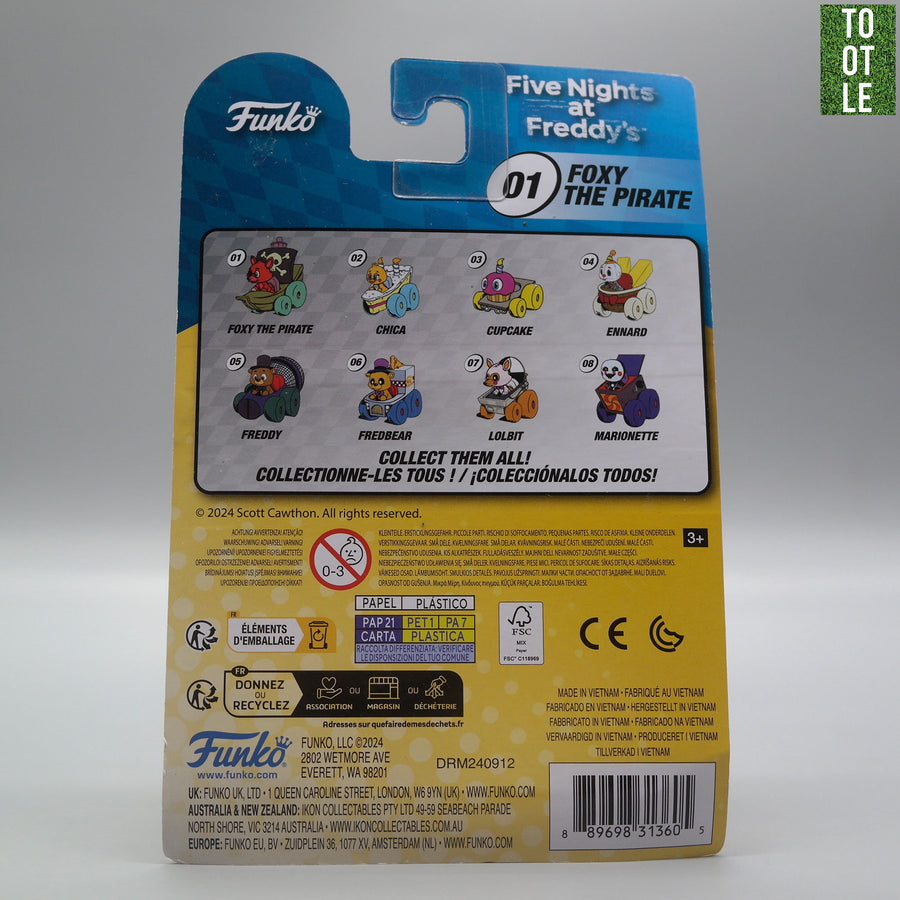 TO
OT
LE
Funko
Five Nights
at
Freddy's™
01
FOXY
THE PIRATE
01
02
03
04
FOXY THE PIRATE
CHICA
CUPCAKE
ENNARD
05
06
07
08
FREDDY
FREDBEAR
LOLBIT
MARIONETTE
COLLECT THEM ALL!
COLLECTIONNE-LES TOUS ! / ¡COLECCIÓNALOS TODOS!
© 2024 Scott Cawthon. All rights reserved.
3+
0-3
PAPEL | PLÁSTICO
PAP 21 | PET 1 | PA 7
CARTA | PLASTICA
RACCOLTA DIFFERENZIATA: VERIFICARE
LE DISPOSIZIONI DEL TUO COMUNE
FSC
MIX
Paper
FSC® C116969
CE
FR
ÉLÉMENTS
D'EMBALLAGE
FR
DONNEZ
OU
RECYCLEZ
ASSOCIATION
OU
MAGASIN
OU
DÉCHÈTERIE
Adresses sur quefairedemesdechets.fr
MADE IN VIETNAM • FABRIQUÉ AU VIETNAM
FABRICADO EN VIETNAM • HERGESTELLT IN VIETNAM
FABBRICATO IN VIETNAM • FABRICADO NA VIETNAM
VERVAARDIGD IN VIETNAM • PRODUCERET I VIETNAM
TILLVERKAD I VIETNAM
Funko
www.funko.com
FUNKO, LLC ©2024
2802 WETMORE AVE
EVERETT, WA 98201
DRM240912
UK: FUNKO UK, LTD • 1 QUEEN CAROLINE STREET, LONDON, W6 9YN (UK) • WWW.FUNKO.COM
AUSTRALIA & NEW ZEALAND: IKON COLLECTABLES PTY LTD 49-59 SEABEACH PARADE
NORTH SHORE, VIC 3214 AUSTRALIA • WWW.IKONCOLLECTABLES.COM.AU
EUROPE: FUNKO EU, BV • ZUIDPLEIN 36, 1077 XV, AMSTERDAM (NL) • WWW.FUNKO.COM
8 89698 31360 5